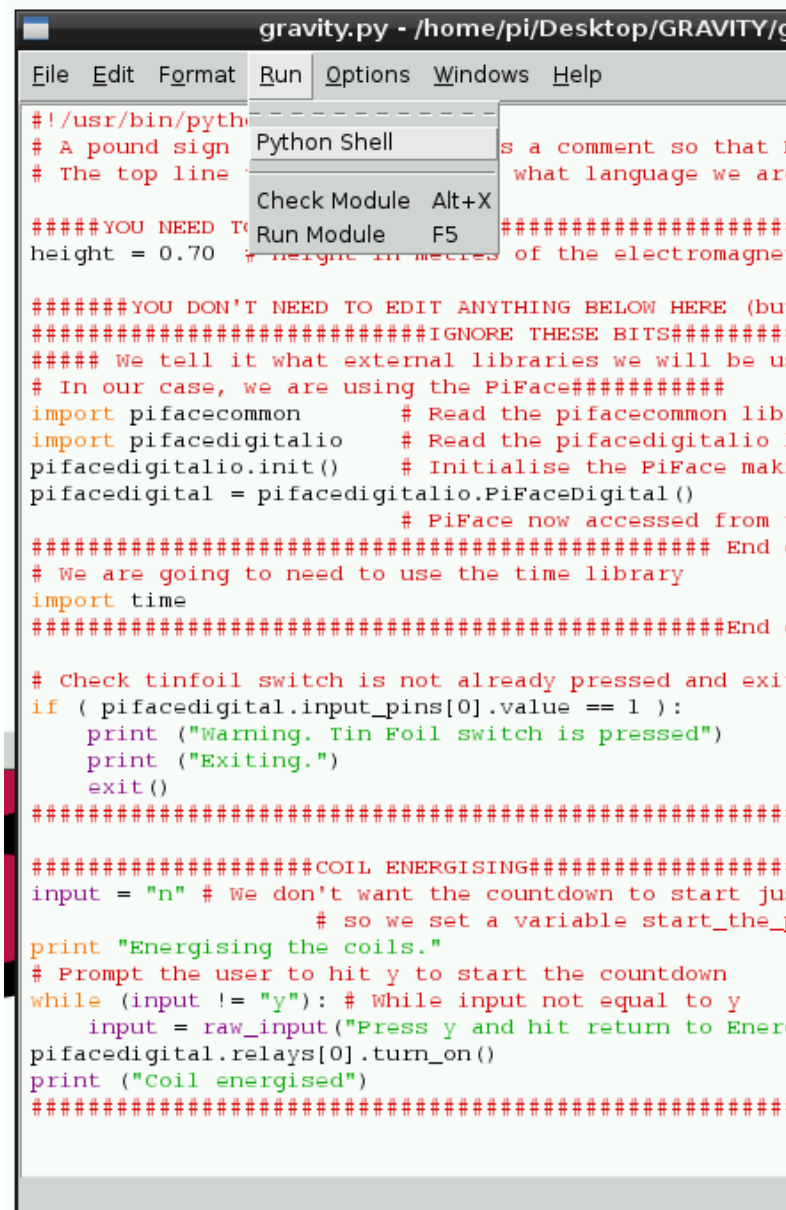 gravity.py - /home/pi/Desktop/GRAVITY/
File Edit Format Run Options Windows Help
Python Shell
Check Module Alt+X
Run Module F5
#!/usr/bin/pyth
# A pound sign s a comment so that
# The top line what language we ar
#####YOU NEED ####################
height = 0.70 # height in metres of the electromagne
#######YOU DON'T NEED TO EDIT ANYTHING BELOW HERE (bu
############################IGNORE THESE BITS########
##### We tell it what external libraries we will be u
# In our case, we are using the PiFace###########
import pifacecommon # Read the pifacecommon lib
import pifacedigitalio # Read the pifacedigitalio
pifacedigitalio.init() # Initialise the PiFace mak
pifacedigital = pifacedigitalio.PiFaceDigital()
# PiFace now accessed from
################################################ End
# We are going to need to use the time library
import time
#################################################End
# Check tinfoil switch is not already pressed and exi
if ( pifacedigital.input_pins[0].value == 1 ):
print ("Warning. Tin Foil switch is pressed")
print ("Exiting.")
exit()
#####################################################
####################COIL ENERGISING##################
input = "n" # We don't want the countdown to start ju
# so we set a variable start_the_
print "Energising the coils."
# Prompt the user to hit y to start the countdown
while (input != "y"): # While input not equal to y
input = raw_input("Press y and hit return to Ener
pifacedigital.relays[0].turn_on()
print ("Coil energised")
#####################################################